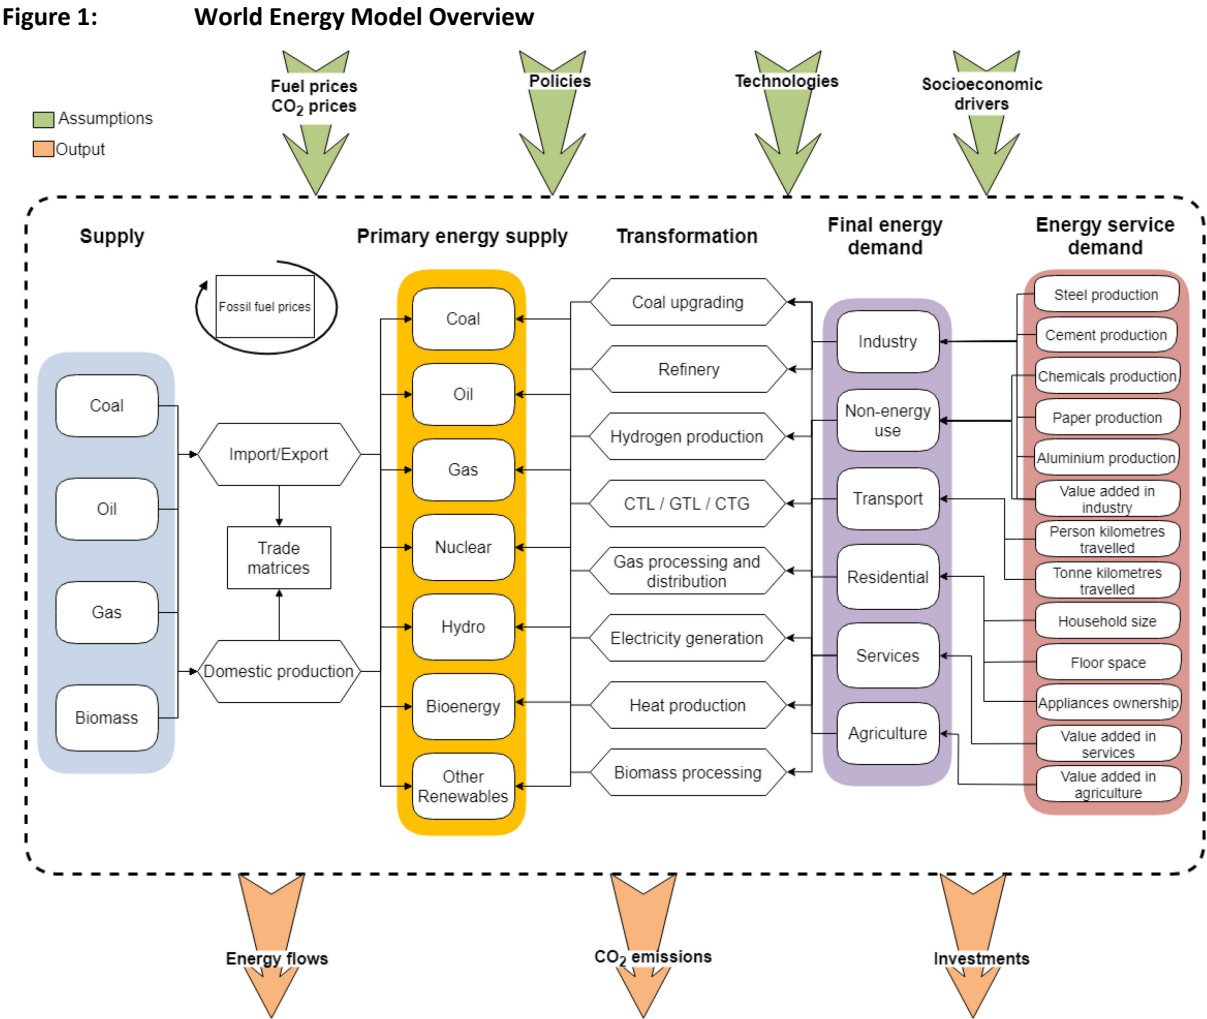 Figure 1: World Energy Model Overview
Fuel prices
CO2 prices
Policies
Technologies
Socioeconomic
drivers
Assumptions
Output
Supply
Primary energy supply
Transformation
Final energy
demand
Energy service
demand
Fossil fuel prices
Coal
Oil
Gas
Biomass
Import/Export
Trade
matrices
Domestic production
Coal
Oil
Gas
Nuclear
Hydro
Bioenergy
Other
Renewables
Coal upgrading
Refinery
Hydrogen production
CTL / GTL / CTG
Gas processing and
distribution
Electricity generation
Heat production
Biomass processing
Industry
Non-energy
use
Transport
Residential
Services
Agriculture
Steel production
Cement production
Chemicals production
Paper production
Aluminium production
Value added in
industry
Person kilometres
travelled
Tonne kilometres
travelled
Household size
Floor space
Appliances ownership
Value added in
services
Value added in
agriculture
Energy flows
CO2 emissions
Investments